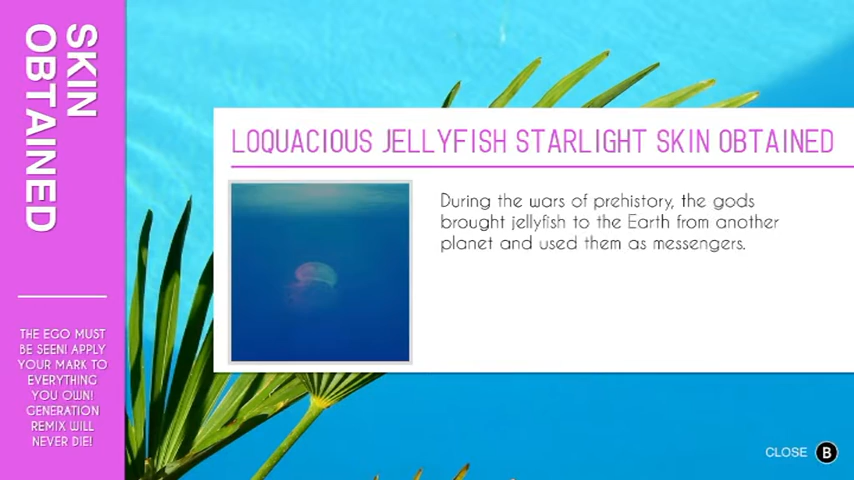 SKIN
OBTAINED
THE EGO MUST
BE SEEN! APPLY
YOUR MARK TO
EVERYTHING
YOU OWN!
GENERATION
REMIX WILL
NEVER DIE!
LOQUACIOUS JELLYFISH STARLIGHT SKIN OBTAINED
During the wars of prehistory, the gods
brought jellyfish to the Earth from another
planet and used them as messengers.
CLOSE B